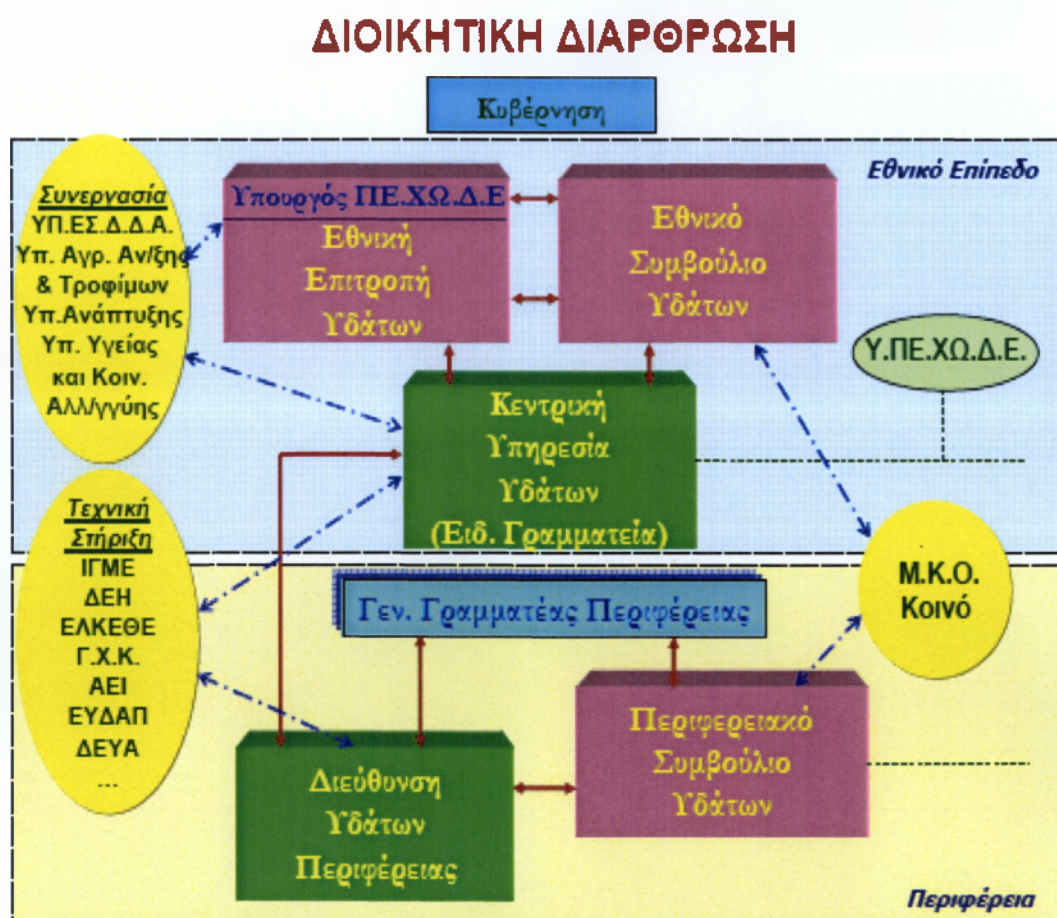 ΔΙΟΙΚΗΤΙΚΗ ΔΙΑΡΘΡΩΣΗ
Κυβέρνηση
Εθνικό Επίπεδο
Συνεργασία
ΥΠ.ΕΣ.Δ.Δ.Α.
Υπ. Αγρ. Αν/ξης
& Τροφίμων
Υπ.Ανάπτυξης
Υπ. Υγείας
και Κοιν.
Αλλ/γγύης
Υπουργός ΠΕ.ΧΩ.Δ.Ε
Εθνική
Επιτροπή
Υδάτων
Εθνικό
Συμβούλιο
Υδάτων
Υ.ΠΕ.ΧΩ.Δ.Ε.
Κεντρική
Υπηρεσία
Υδάτων
(Ειδ. Γραμματεία)
Τεχνική
Στήριξη
ΙΓΜΕ
ΔΕΗ
ΕΛΚΕΘΕ
Γ.Χ.Κ.
ΑΕΙ
ΕΥΔΑΠ
ΔΕΥΑ
...
Μ.Κ.Ο.
Κοινό
Γεν. Γραμματέας Περιφέρειας
Περιφερειακό
Συμβούλιο
Υδάτων
Διεύθυνση
Υδάτων
Περιφέρειας
Περιφέρεια